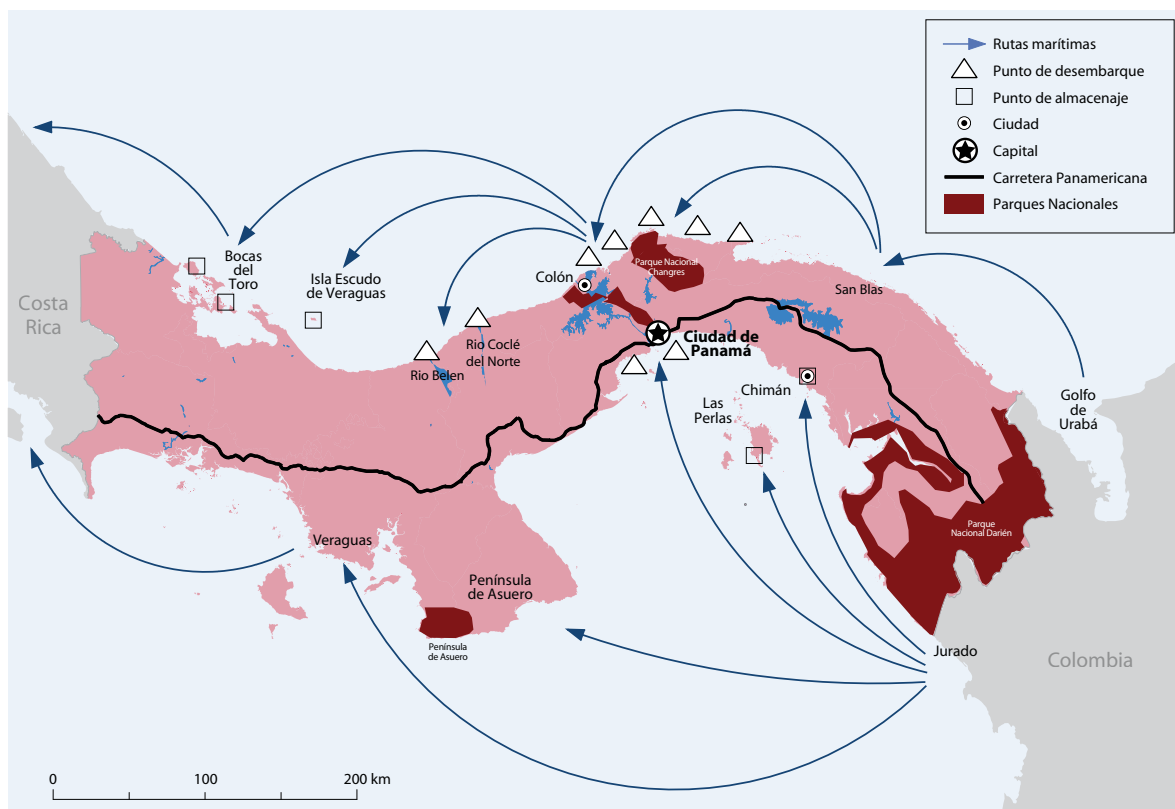 Rutas marítimas
Punto de desembarque
Punto de almacenaje
Ciudad
Capital
Carretera Panamericana
Parques Nacionales
Costa
Rica
Bocas
del
Toro
Isla Escudo
de Veraguas
Colón
Parque Nacional
Changres
San Blas
Rio Coclé
del Norte
Rio Belen
Ciudad de
Panamá
Chimán
Las
Perlas
Golfo
de
Urabá
Parque
Nacional Darién
Veraguas
Península
de Asuero
Península
de Asuero
Jurado
Colombia
0 100 200 km